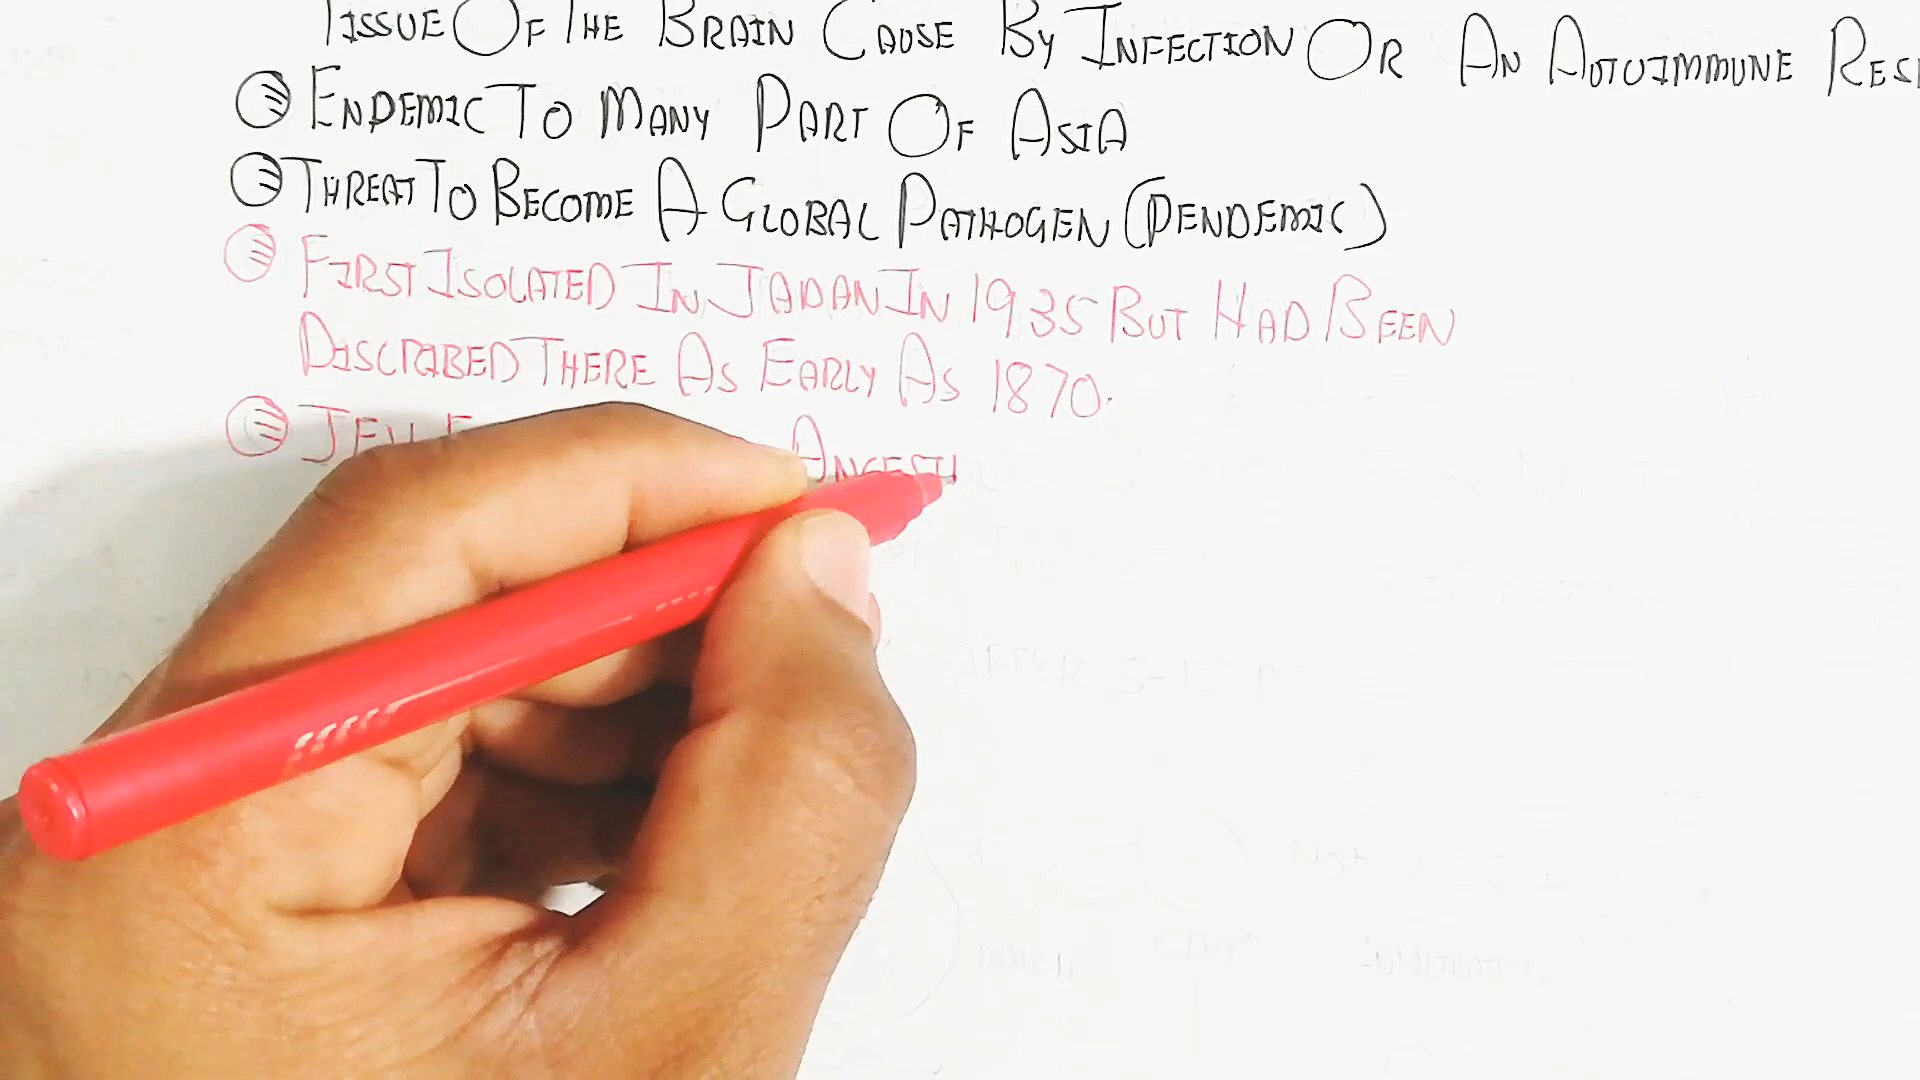 TISSUE OF THE BRAIN CAUSE BY INFECTION OR AN AUTOIMMUNE RES
ENDEMIC TO MANY PART OF ASIA
THREAT TO BECOME A GLOBAL PATHOGEN (PENDEMIC)
FIRST ISOLATED IN JAPAN IN 1935 BUT HAD BEEN
DISCRIBED THERE AS EARLY AS 1870.
JEV ANCEST